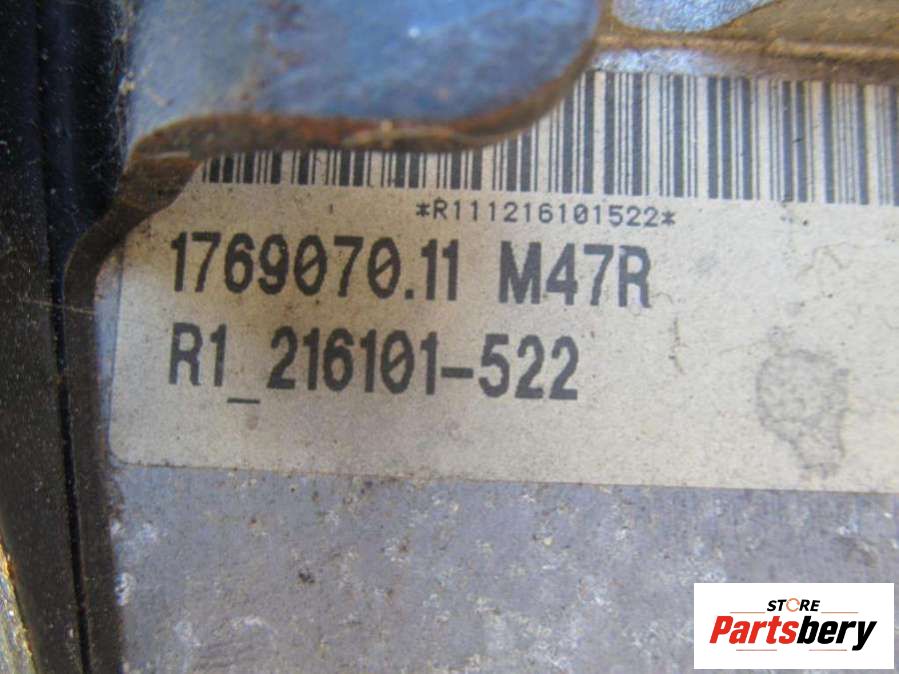 *R111216101522*
1769070.11 M47R
R1_216101-522
STORE
Partsbery